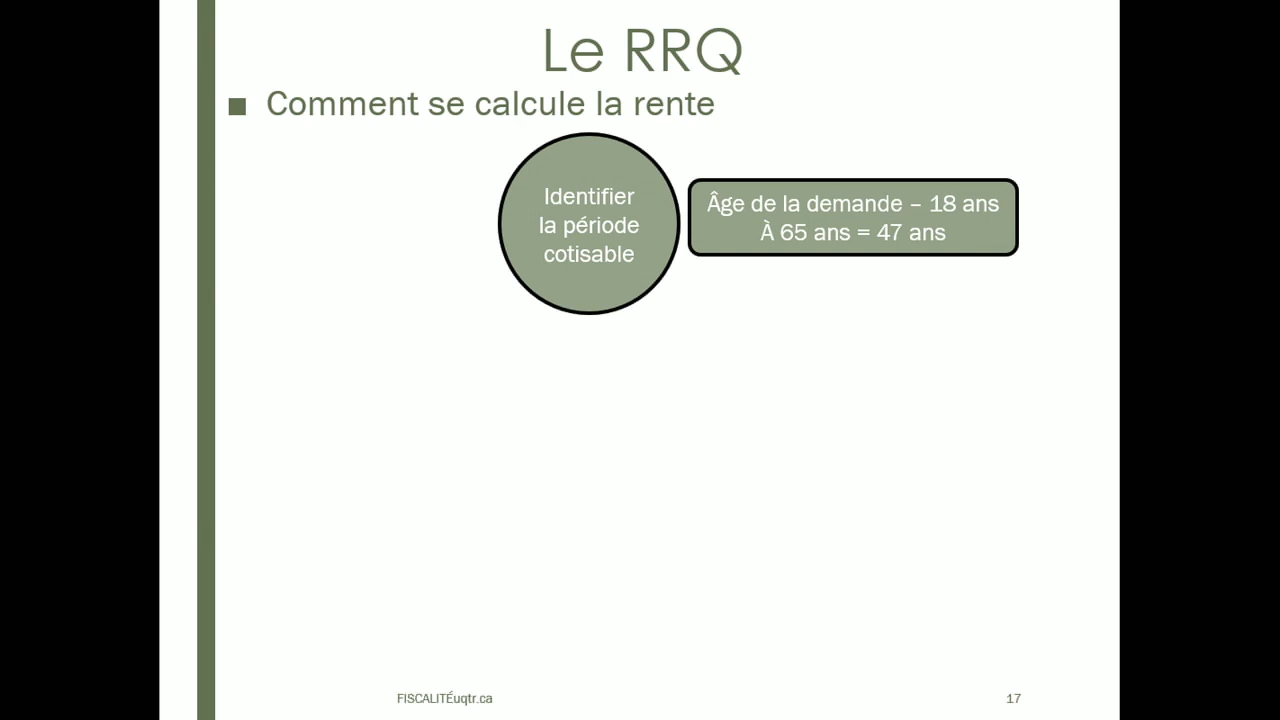 Le RRQ
■ Comment se calcule la rente
Identifier
la période
cotisable
Âge de la demande – 18 ans
À 65 ans = 47 ans
FISCALITÉuqtr.ca
17